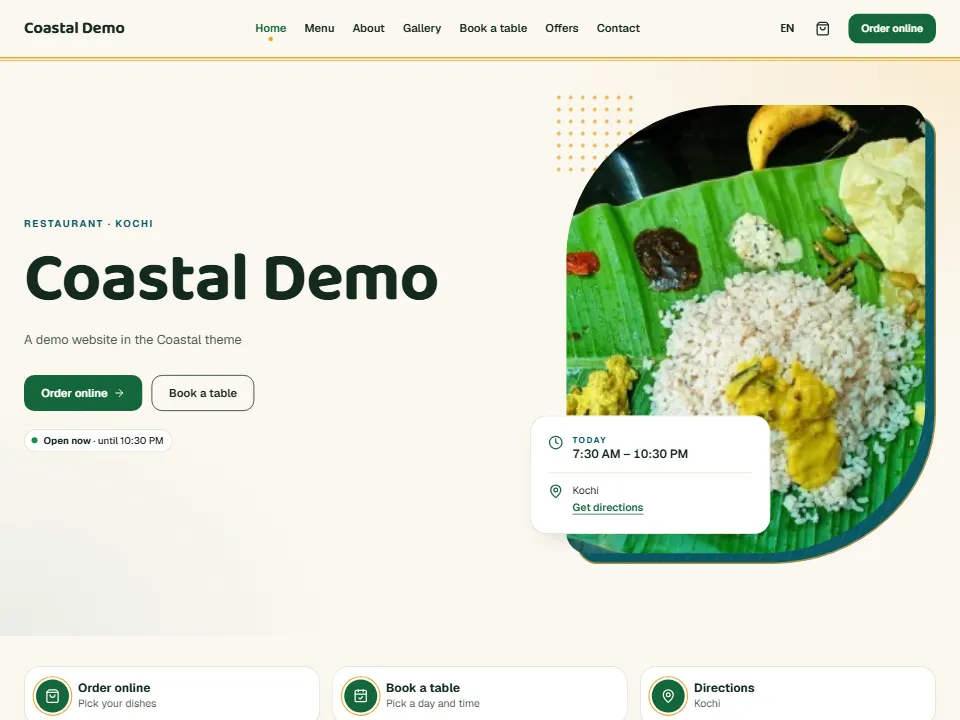 Coastal Demo
Home
Menu
About
Gallery
Book a table
Offers
Contact
EN
Order online
RESTAURANT · KOCHI
Coastal Demo
A demo website in the Coastal theme
Order online →
Book a table
Open now · until 10:30 PM
TODAY
7:30 AM – 10:30 PM
Kochi
Get directions
Order online
Pick your dishes
Book a table
Pick a day and time
Directions
Kochi